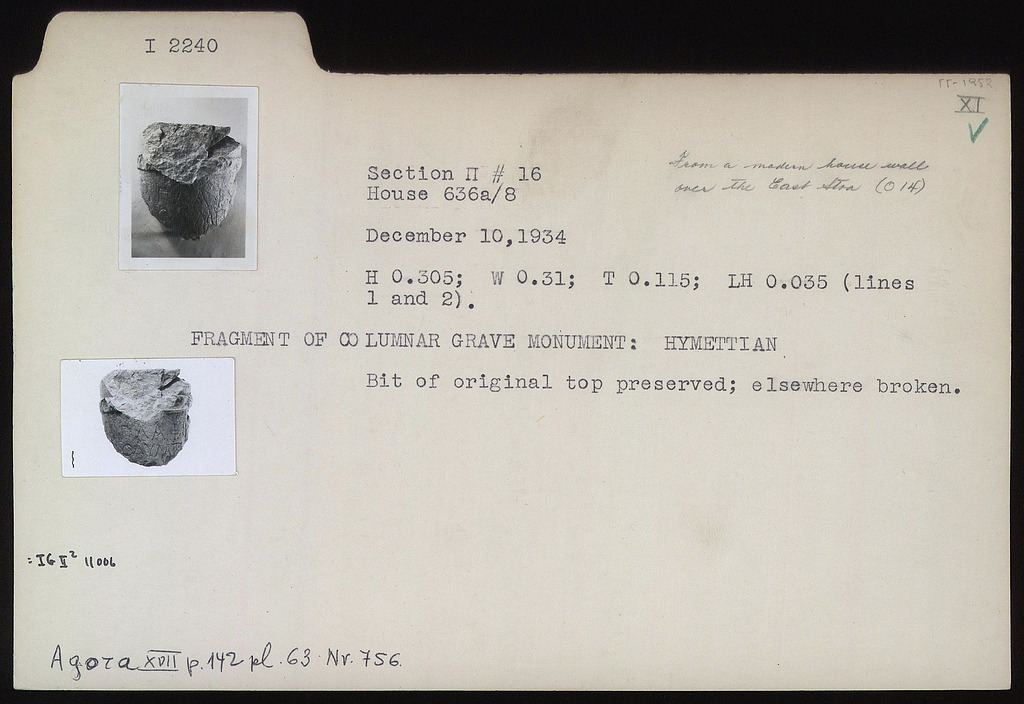 I 2240
ΠΠ-1952
XI
Section Π # 16
House 636a/8
From a modern house wall
over the East Stoa (O 14)
December 10,1934
H 0.305; W 0.31; T 0.115; LH 0.035 (lines
1 and 2).
FRAGMENT OF COLUMNAR GRAVE MONUMENT: HYMETTIAN
Bit of original top preserved; elsewhere broken.
:IG II² 11006
Agora XVII p.142 pl.63 Nr.756.